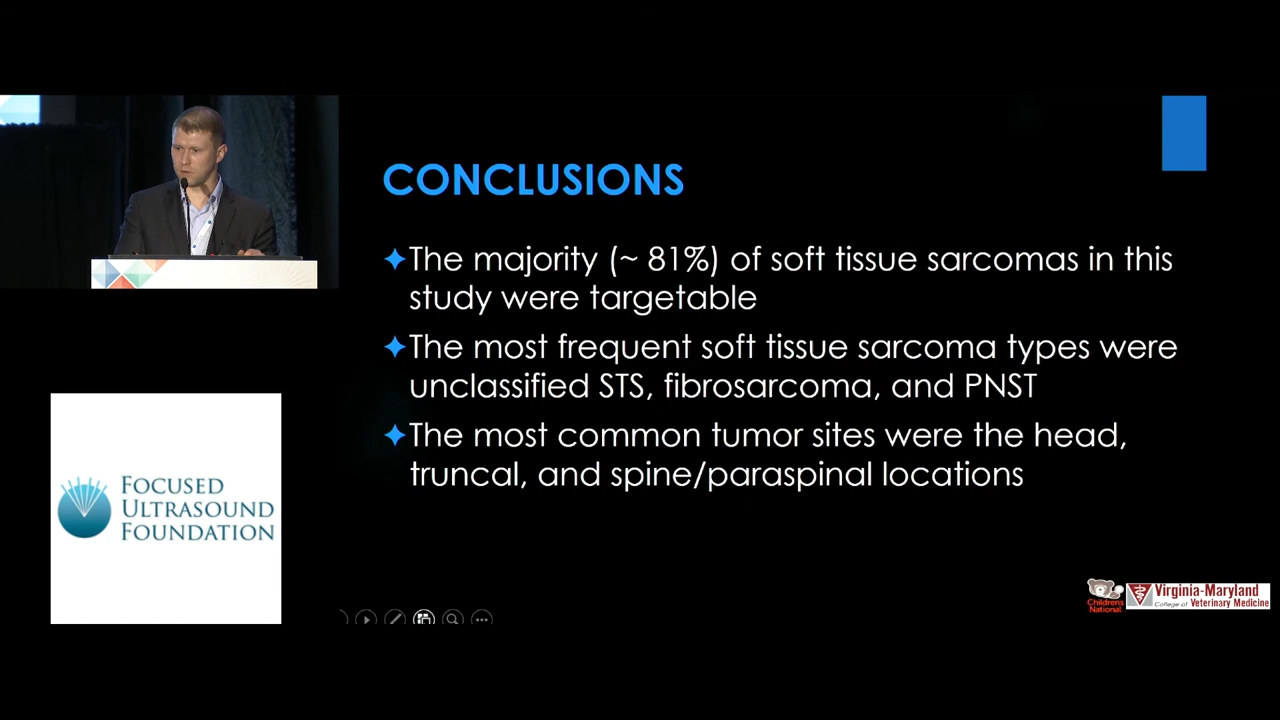 CONCLUSIONS
The majority (~ 81%) of soft tissue sarcomas in this
study were targetable
The most frequent soft tissue sarcoma types were
unclassified STS, fibrosarcoma, and PNST
The most common tumor sites were the head,
truncal, and spine/paraspinal locations
FOCUSED
ULTRASOUND
FOUNDATION
Children's
National
Virginia-Maryland
College of Veterinary Medicine